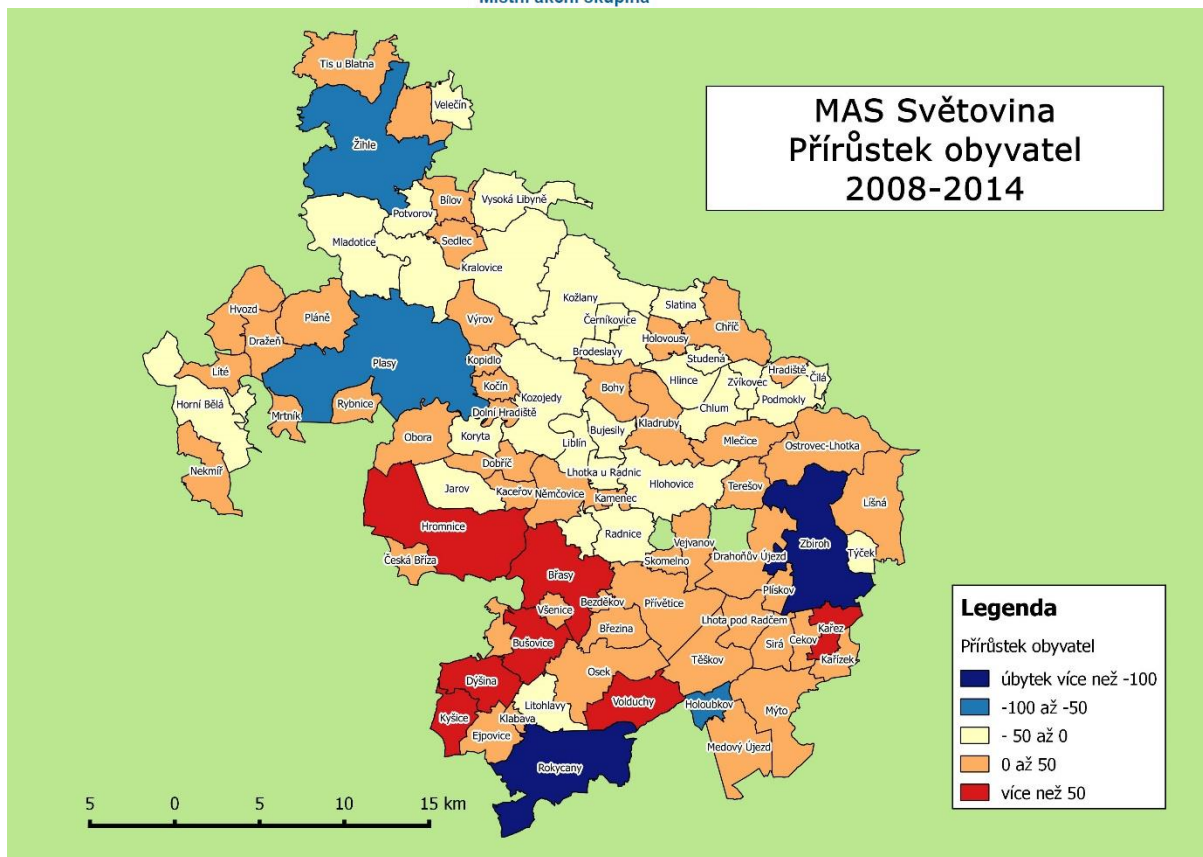 Místní akční skupina
MAS Světovina
Přírůstek obyvatel
2008-2014
Tis u Blatna
Velečín
Žihle
Bílov
Vysoká Libyně
Potvorov
Sedlec
Mladotice
Kralovice
Kožlany
Slatina
Hvozd
Pláně
Výrov
Černíkovice
Chříč
Dražeň
Holovousy
Brodeslavy
Studená
Plasy
Kopidlo
Hradiště
Čilá
Líté
Kočín
Bohy
Hlince
Zvíkovec
Horní Bělá
Kozojedy
Podmokly
Mrtník
Rybnice
Dolní Hradiště
Chlum
Kladruby
Obora
Koryta
Liblín
Bujesily
Mlečice
Ostrovec-Lhotka
Nekmíř
Dobříč
Lhotka u Radnic
Hlohovice
Terešov
Jarov
Kaceřov
Němčovice
Kamenec
Líšná
Hromnice
Radnice
Vejvanov
Zbiroh
Týček
Česká Bříza
Skomelno
Drahoňův Újezd
Břasy
Plískov
Všenice
Bezděkov
Přívětice
Březina
Lhota pod Radčem
Kařez
Bušovice
Sirá
Cekov
Kařízek
Osek
Těškov
Dýšina
Mýto
Litohlavy
Volduchy
Holoubkov
Kyšice
Klabava
Ejpovice
Medový Újezd
Rokycany
Legenda
Přírůstek obyvatel
úbytek více než -100
-100 až -50
- 50 až 0
0 až 50
více než 50
5 0 5 10 15 km